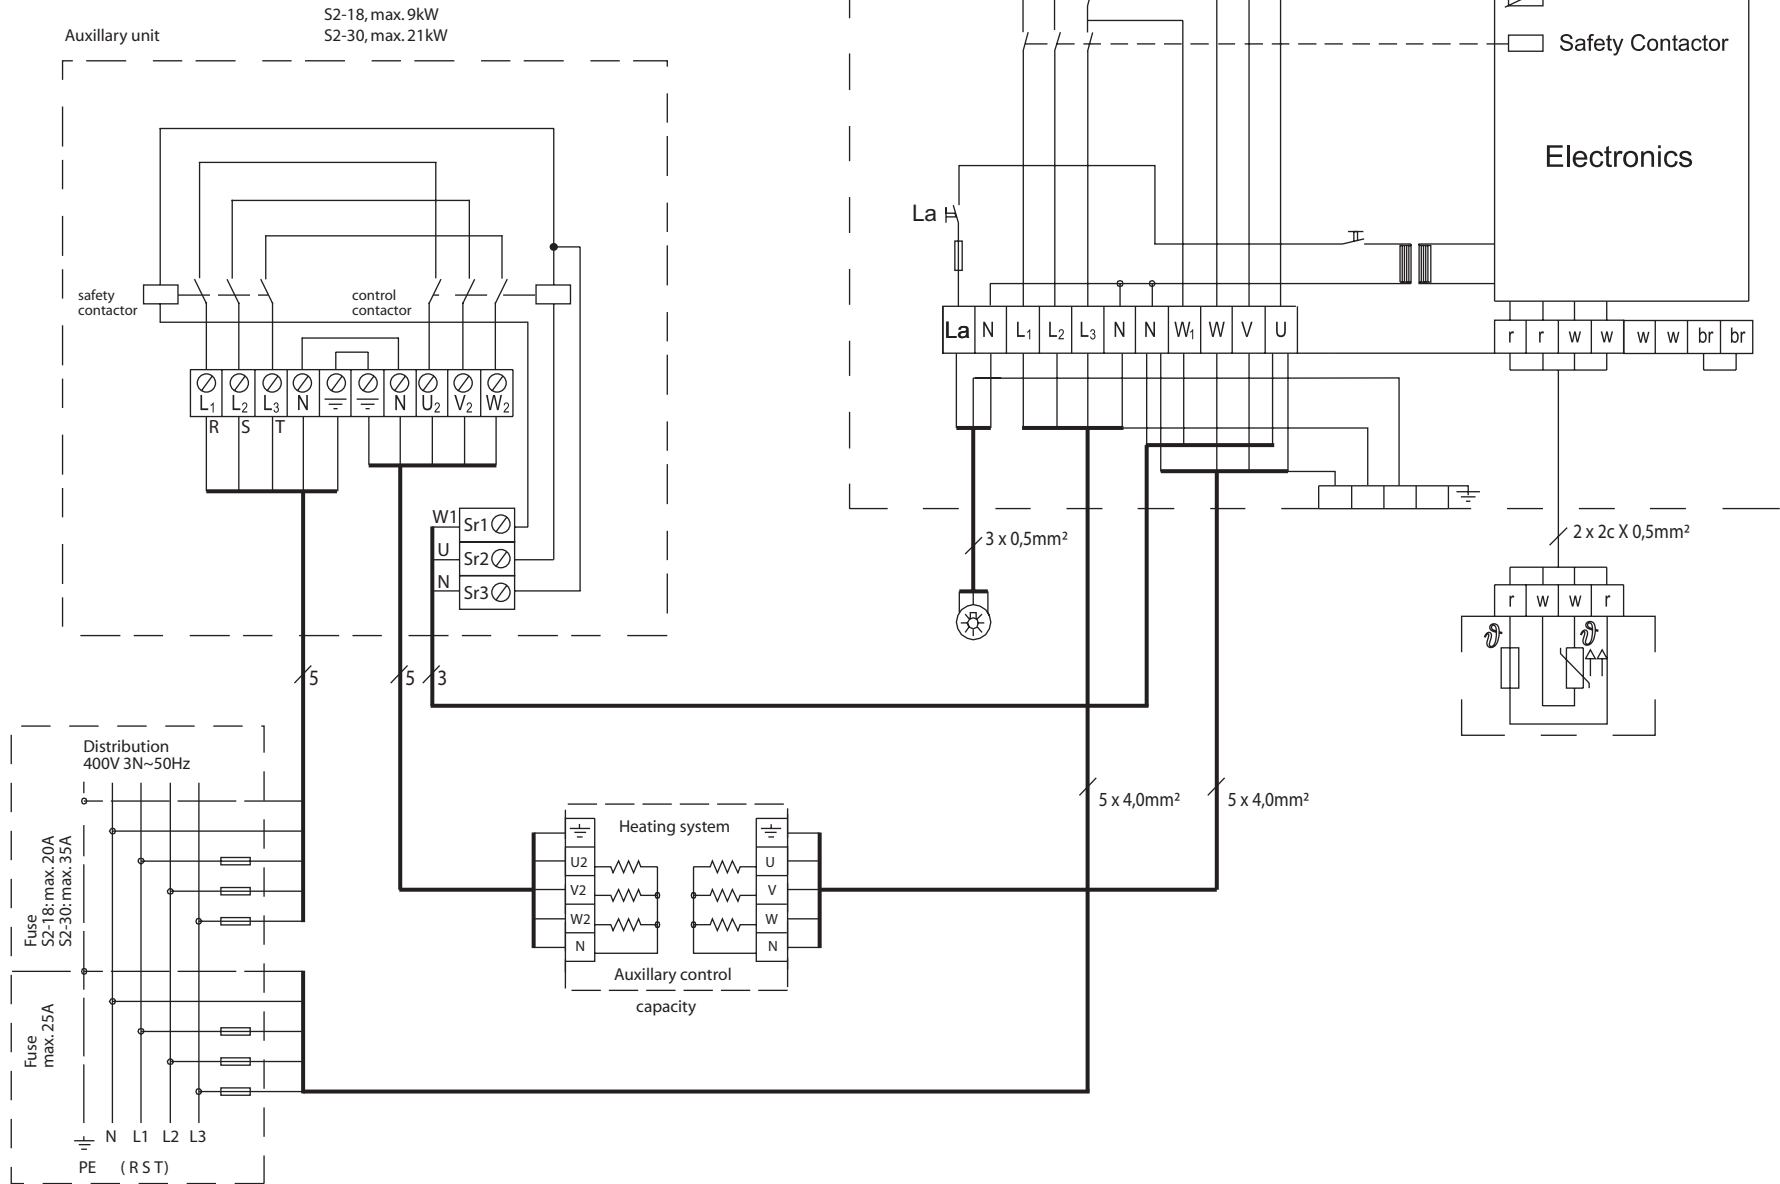 S2-18, max. 9kW
Auxillary unit
S2-30, max. 21kW
Safety Contactor
Electronics
La
safety
contactor
control
contactor
La N L1 L2 L3 N N W1 W V U
r r w w w w br br
L1 L2 L3 N N U2 V2 W2
R S T
W1 Sr1
U Sr2
N Sr3
3 x 0,5mm²
2 x 2c X 0,5mm²
r w w r
ϑ ϑ
5 5 3
Distribution
400V 3N~50Hz
Fuse
S2-18: max. 20A
S2-30: max. 35A
5 x 4,0mm² 5 x 4,0mm²
Heating system
U2 U
V2 V
W2 W
N N
Auxillary control
capacity
Fuse
max. 25A
N L1 L2 L3
PE ( R S T)